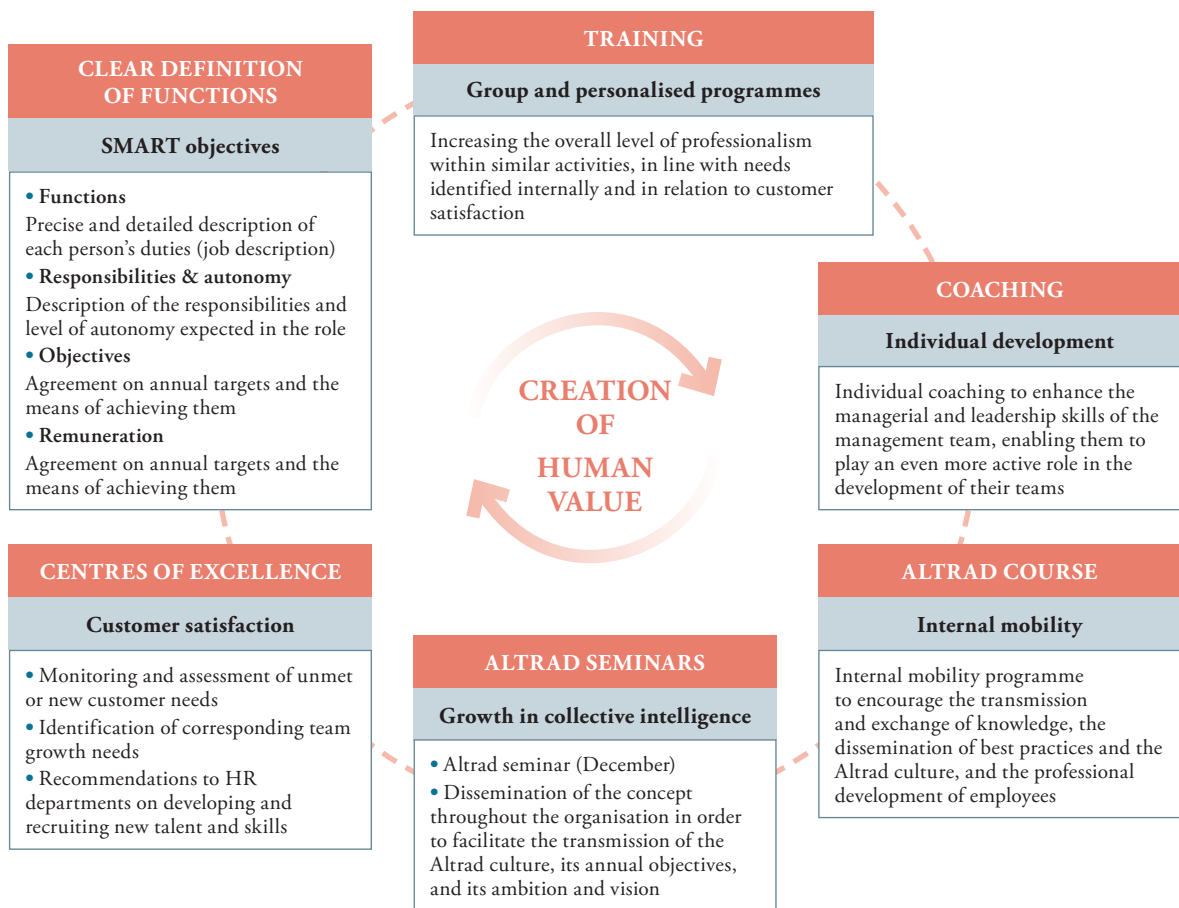 CLEAR DEFINITION
OF FUNCTIONS
SMART objectives
• Functions
Precise and detailed description of
each person’s duties (job description)
• Responsibilities & autonomy
Description of the responsibilities and
level of autonomy expected in the role
• Objectives
Agreement on annual targets and the
means of achieving them
• Remuneration
Agreement on annual targets and the
means of achieving them
TRAINING
Group and personalised programmes
Increasing the overall level of professionalism
within similar activities, in line with needs
identified internally and in relation to customer
satisfaction
COACHING
Individual development
Individual coaching to enhance the
managerial and leadership skills of the
management team, enabling them to
play an even more active role in the
development of their teams
CREATION
OF
HUMAN
VALUE
CENTRES OF EXCELLENCE
Customer satisfaction
• Monitoring and assessment of unmet
or new customer needs
• Identification of corresponding team
growth needs
• Recommendations to HR
departments on developing and
recruiting new talent and skills
ALTRAD SEMINARS
Growth in collective intelligence
• Altrad seminar (December)
• Dissemination of the concept
throughout the organisation in order
to facilitate the transmission of the
Altrad culture, its annual objectives,
and its ambition and vision
ALTRAD COURSE
Internal mobility
Internal mobility programme
to encourage the transmission
and exchange of knowledge, the
dissemination of best practices and the
Altrad culture, and the professional
development of employees